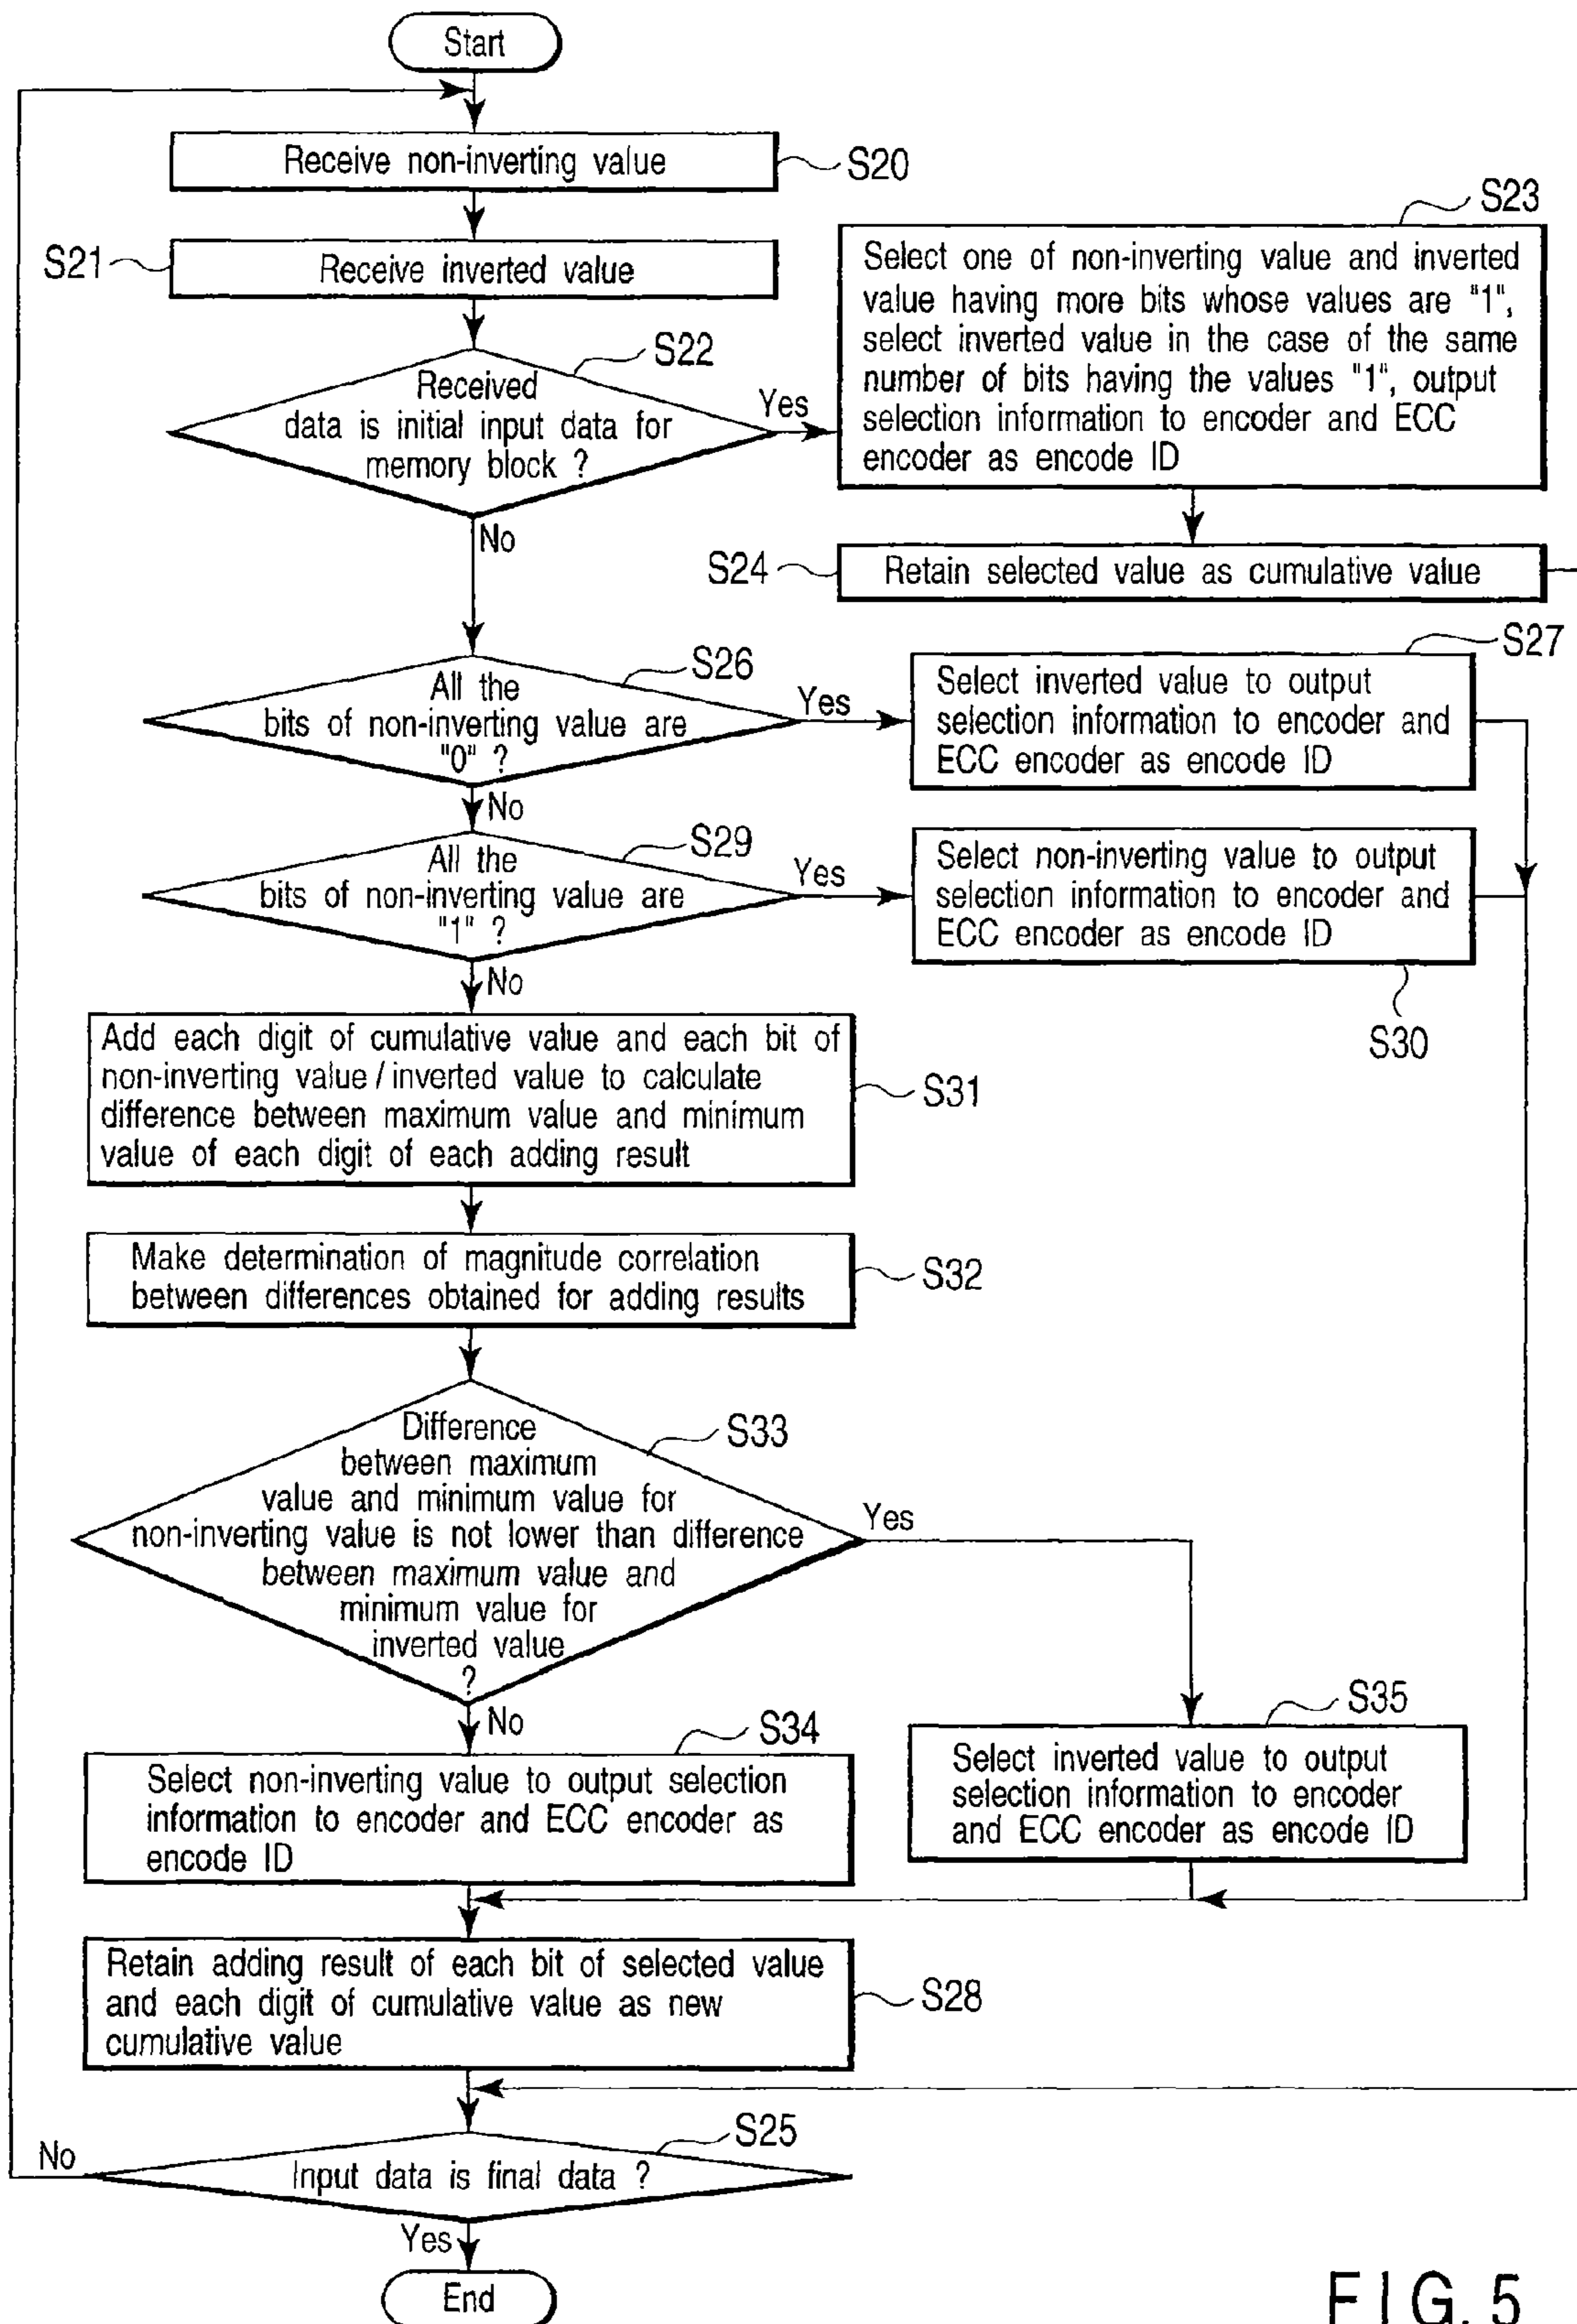 Start
Receive non-inverting value
S20
S21
Receive inverted value
S22
Received
data is initial input data for
memory block ?
Yes
No
S23
Select one of non-inverting value and inverted
value having more bits whose values are "1",
select inverted value in the case of the same
number of bits having the values "1", output
selection information to encoder and ECC
encoder as encode ID
S24
Retain selected value as cumulative value
S26
All the
bits of non-inverting value are
"0" ?
Yes
No
S27
Select inverted value to output
selection information to encoder and
ECC encoder as encode ID
S29
All the
bits of non-inverting value are
"1" ?
Yes
No
Select non-inverting value to output
selection information to encoder and
ECC encoder as encode ID
S30
Add each digit of cumulative value and each bit of
non-inverting value / inverted value to calculate
difference between maximum value and minimum
value of each digit of each adding result
S31
Make determination of magnitude correlation
between differences obtained for adding results
S32
Difference
between maximum
value and minimum value for
non-inverting value is not lower than difference
between maximum value and
minimum value for
inverted value
?
S33
Yes
No
S34
Select non-inverting value to output selection
information to encoder and ECC encoder as
encode ID
S35
Select inverted value to output
selection information to encoder
and ECC encoder as encode ID
Retain adding result of each bit of selected value
and each digit of cumulative value as new
cumulative value
S28
S25
Input data is final data ?
No
Yes
End
FIG. 5